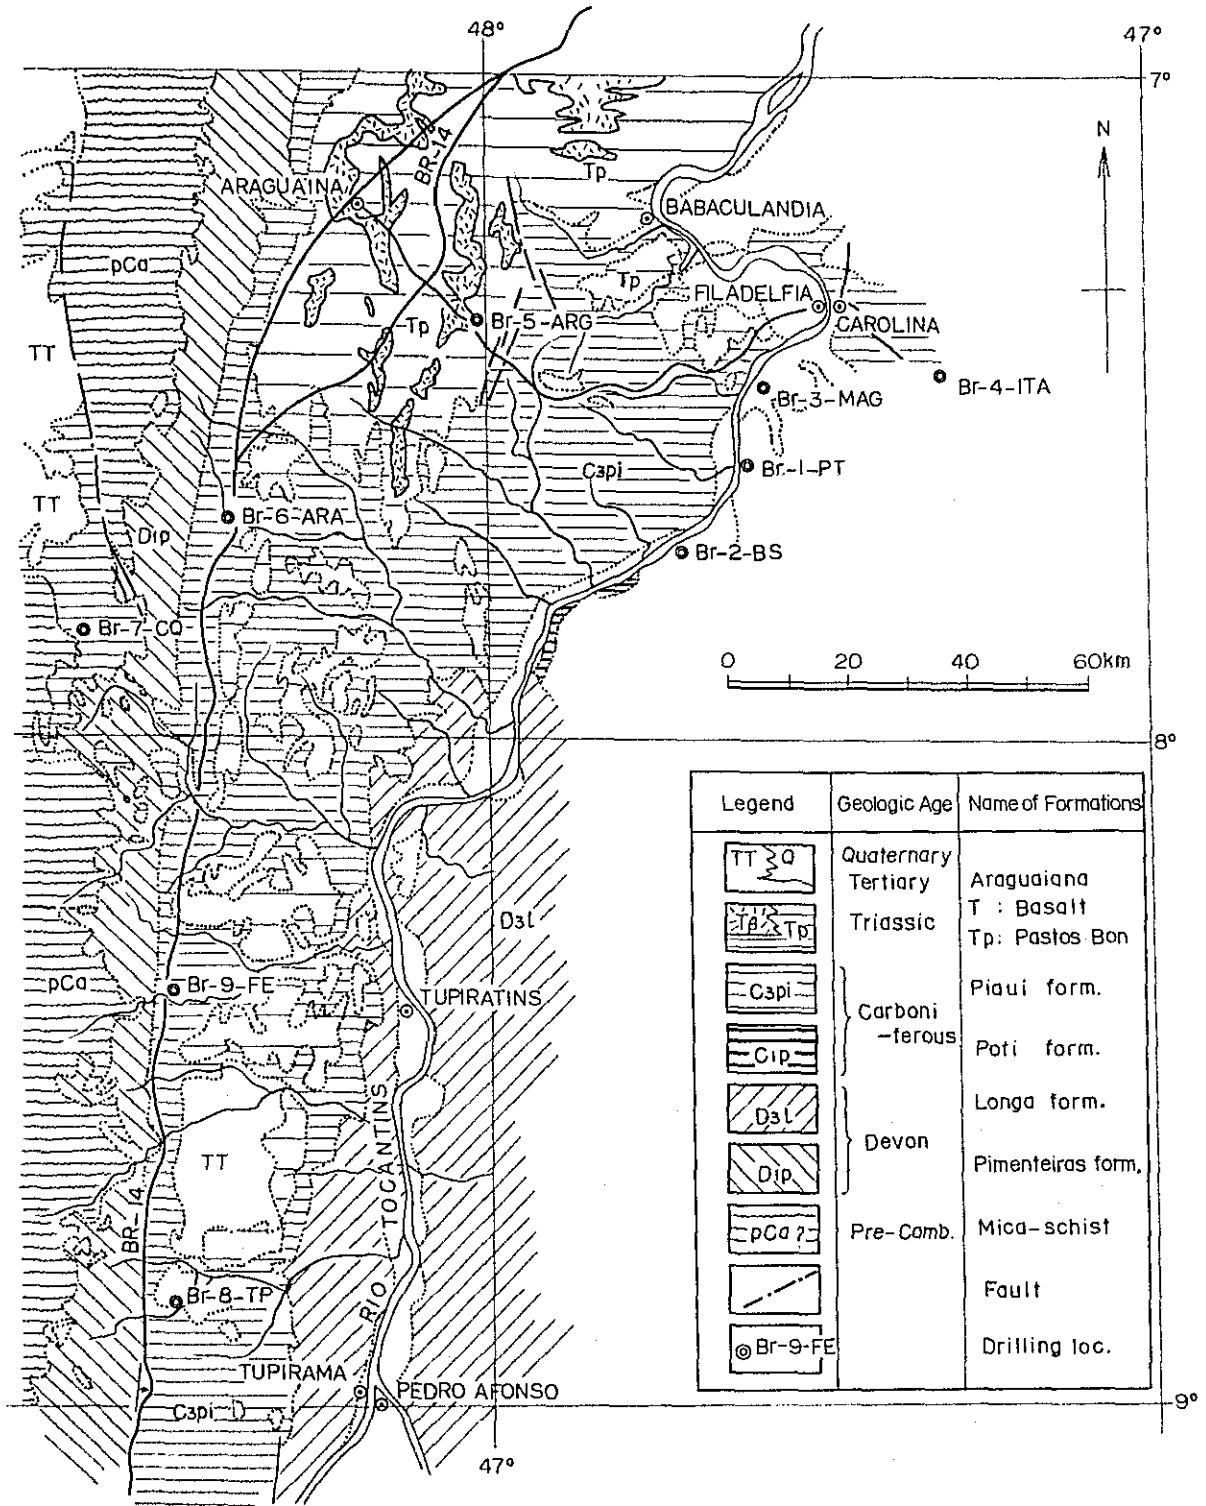 48°
47°
7°
N
BR-14
Tp
ARAGUAINA
BABACULANDIA
pCa
Tp
FILADELFIA
TT
Tp
Br-5-ARG
CAROLINA
Br-4-ITA
Br-3-MAG
C3pi
Br.-1-PT
TT
Br-6-ARA
D1p
Br-2-BS
Br-7-CO
0 20 40 60km
8°
Legend Geologic Age Name of Formations
TT Q Quaternary
Tertiary Araguaiana
T : Basalt
Tβ Tp Triassic
Tp: Pastos Bon
C3pi Piaui form.
Carboni
-ferous
C1p Poti form.
D3l Longa form.
Devon
D1p Pimenteiras form,
pCa ? Pre-Camb. Mica-schist
Fault
Br-9-FE Drilling loc.
D3l
pCa
Br-9-FE
TUPIRATINS
TT
RIO TOCANTINS
BR-14
Br-8-TP
TUPIRAMA
PEDRO AFONSO
C3pi
9°
47°